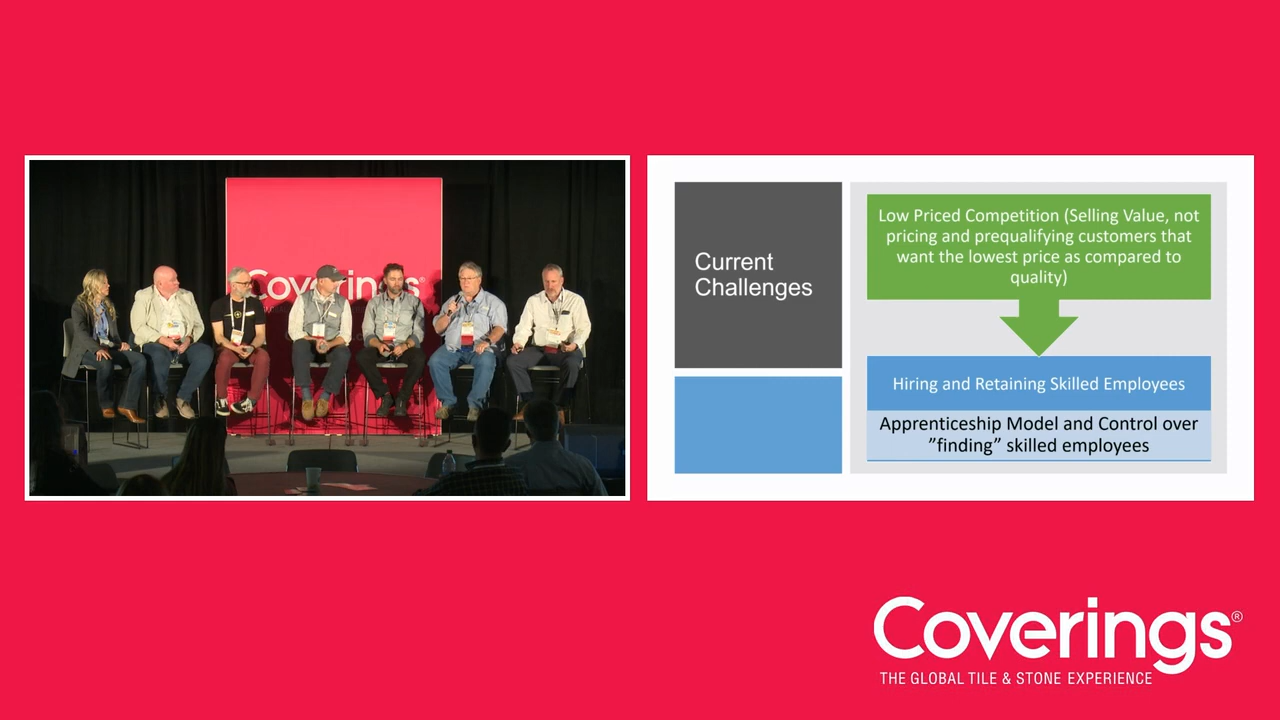 Coverings
Current
Challenges
Low Priced Competition (Selling Value, not
pricing and prequalifying customers that
want the lowest price as compared to
quality)
Hiring and Retaining Skilled Employees
Apprenticeship Model and Control over
”finding” skilled employees
Coverings®
THE GLOBAL TILE & STONE EXPERIENCE